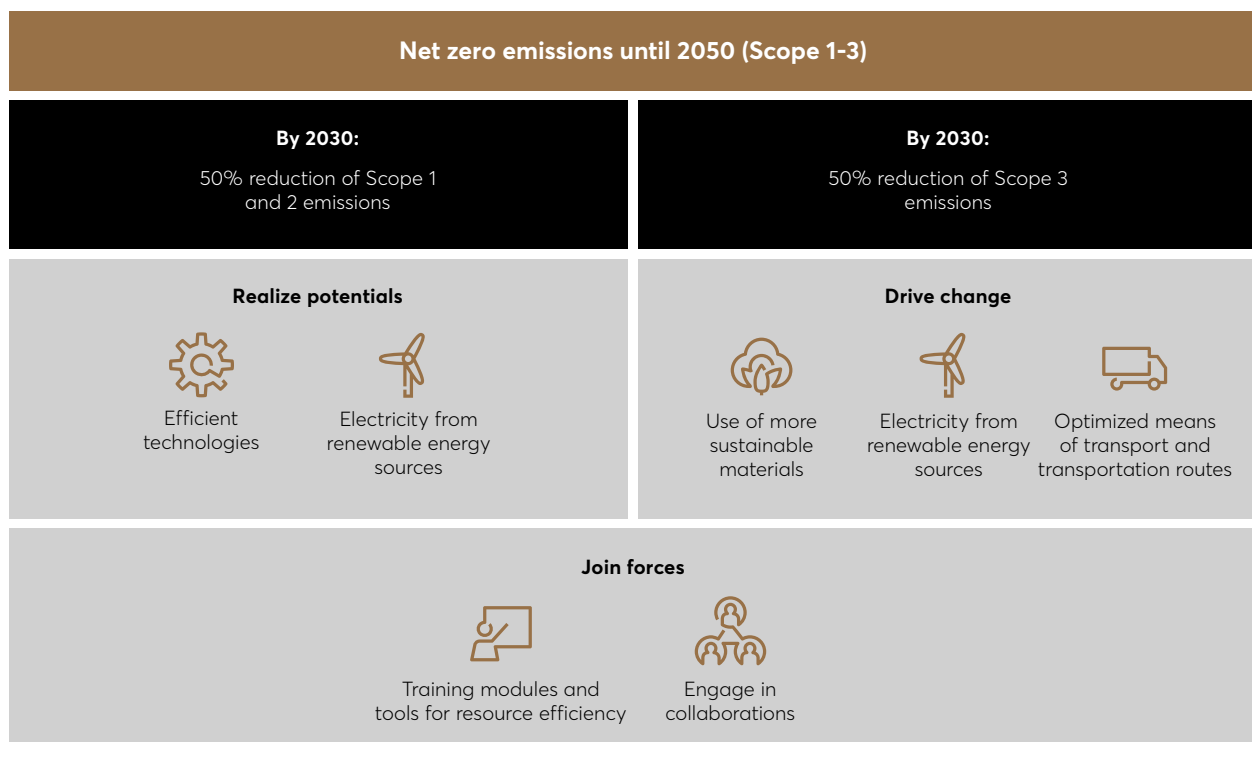 Net zero emissions until 2050 (Scope 1-3)
By 2030:
50% reduction of Scope 1
and 2 emissions
By 2030:
50% reduction of Scope 3
emissions
Realize potentials
Efficient
technologies
Electricity from
renewable energy
sources
Drive change
Use of more
sustainable
materials
Electricity from
renewable energy
sources
Optimized means
of transport and
transportation routes
Join forces
Training modules and
tools for resource efficiency
Engage in
collaborations